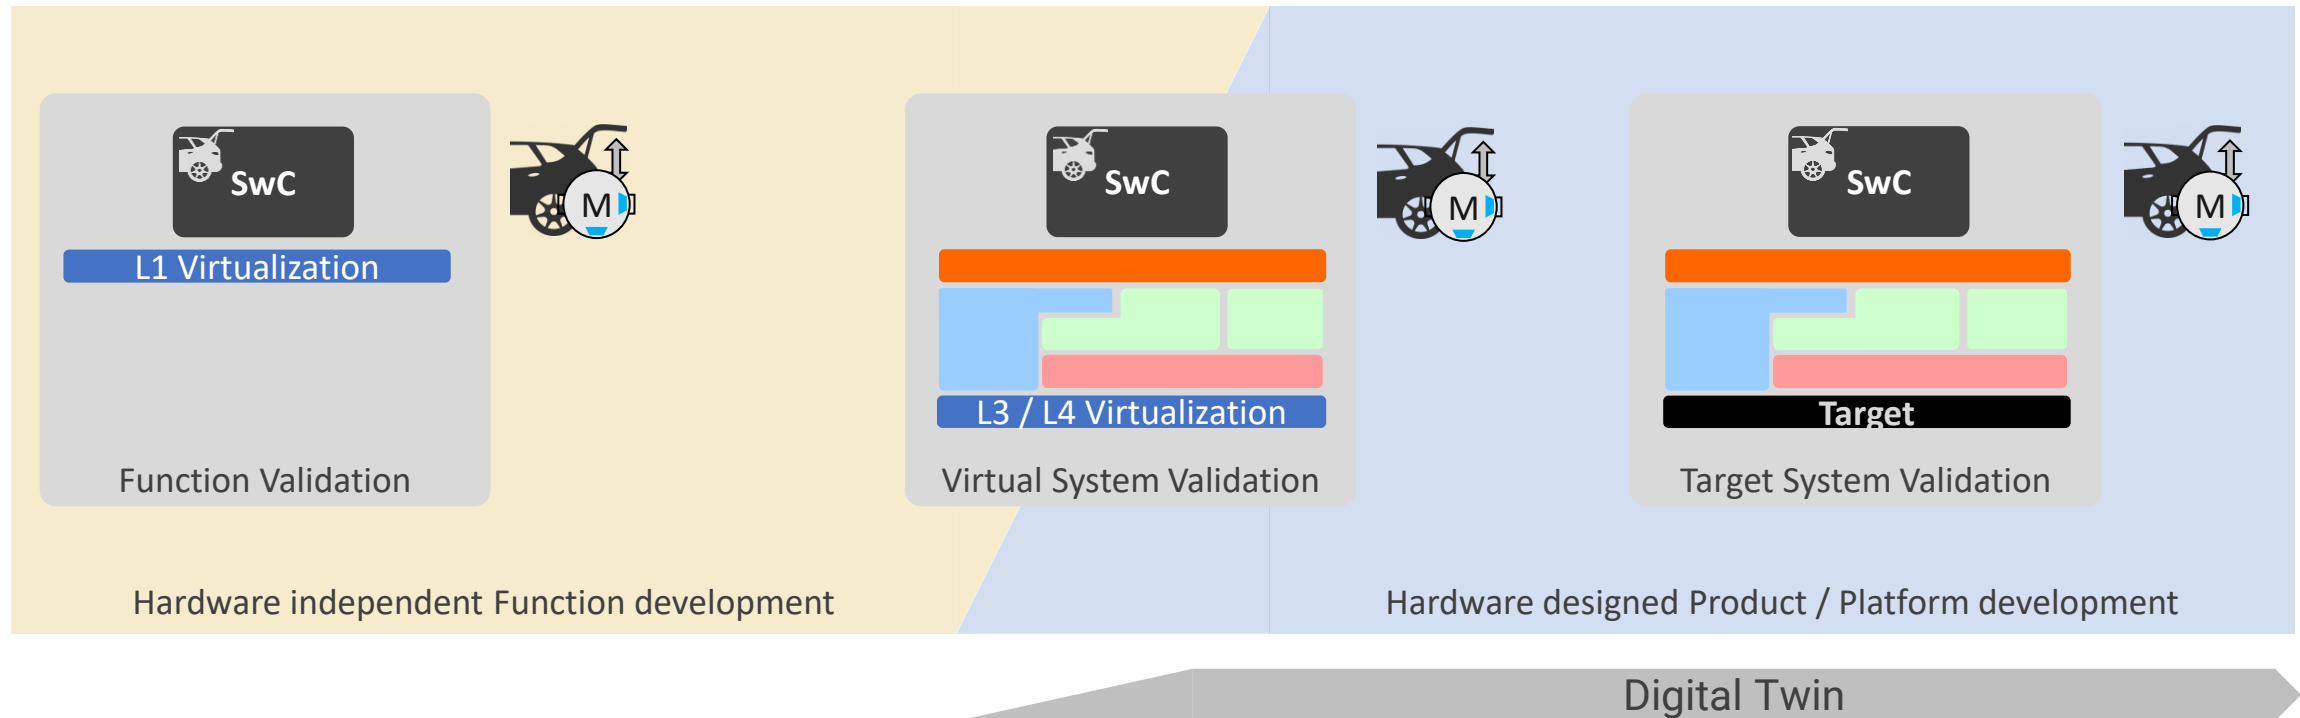 SwC
M
L1 Virtualization
Function Validation
SwC
M
L3 / L4 Virtualization
Virtual System Validation
SwC
M
Target
Target System Validation
Hardware independent Function development
Hardware designed Product / Platform development
Digital Twin